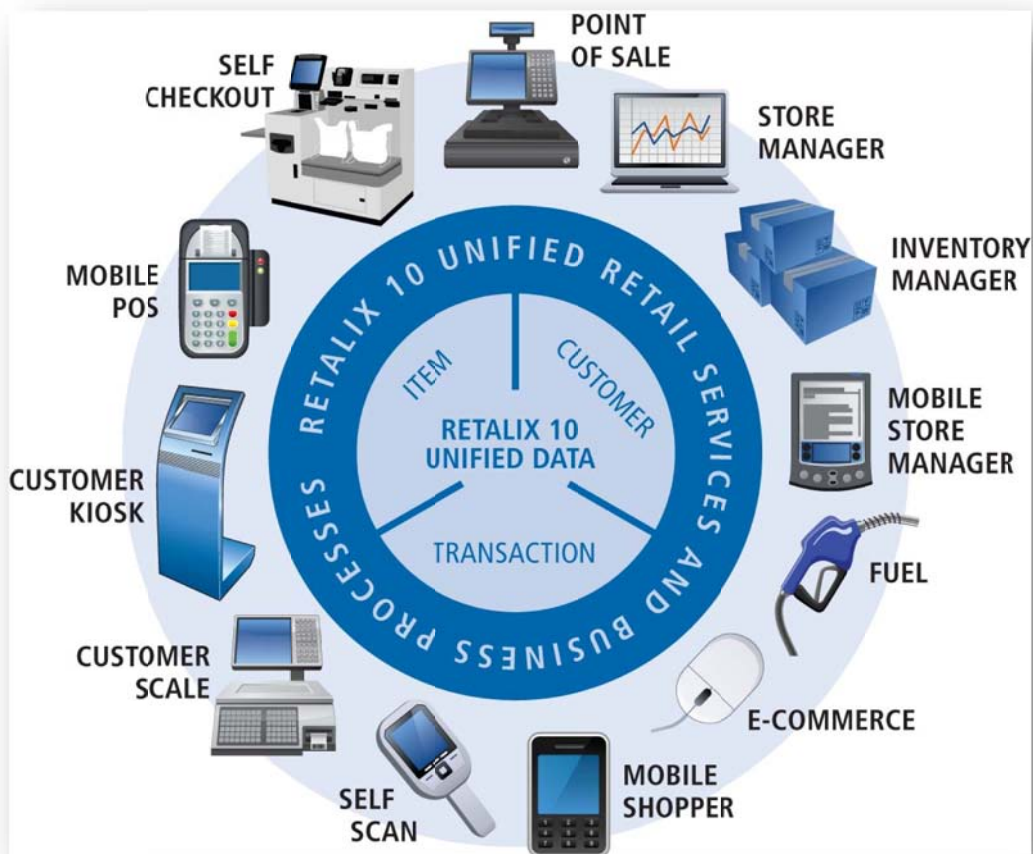 POINT
OF SALE
STORE
MANAGER
INVENTORY
MANAGER
MOBILE
STORE
MANAGER
FUEL
E-COMMERCE
MOBILE
SHOPPER
SELF
SCAN
CUSTOMER
SCALE
CUSTOMER
KIOSK
MOBILE
POS
SELF
CHECKOUT
RETALIX 10 UNIFIED RETAIL SERVICES AND BUSINESS PROCESSES
ITEM
CUSTOMER
RETALIX 10
UNIFIED DATA
TRANSACTION